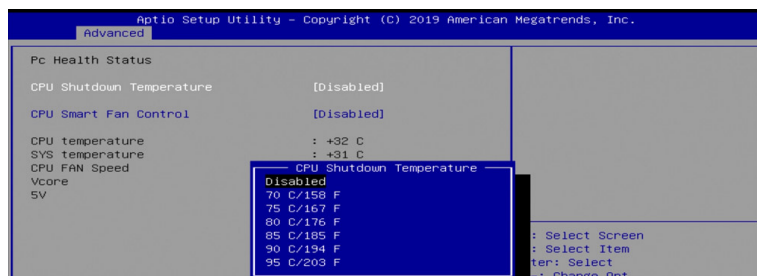 Aptio Setup Utility – Copyright (C) 2019 American Megatrends, Inc.
Advanced
Pc Health Status
CPU Shutdown Temperature [Disabled]
CPU Smart Fan Control [Disabled]
CPU temperature : +32 C
SYS temperature : +31 C
CPU FAN Speed
Vcore
5V
CPU Shutdown Temperature
Disabled
70 C/158 F
75 C/167 F
80 C/176 F
85 C/185 F
90 C/194 F
95 C/203 F
: Select Screen
: Select Item
ter: Select
-: Change Opt